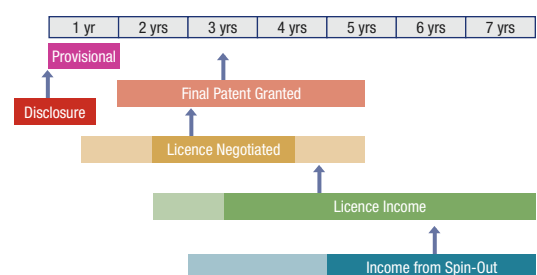 1 yr 2 yrs 3 yrs 4 yrs 5 yrs 6 yrs 7 yrs
Provisional
Final Patent Granted
Disclosure
Licence Negotiated
Licence Income
Income from Spin-Out